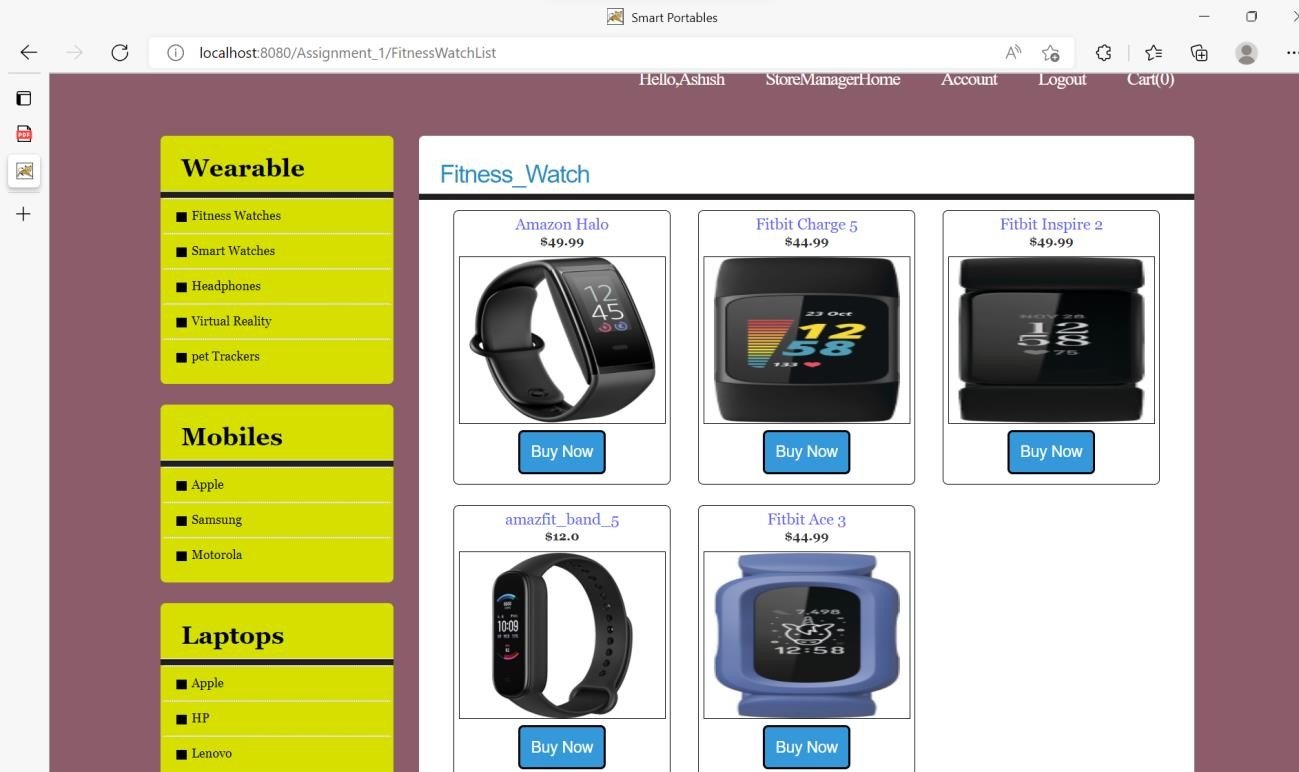 Smart Portables
localhost:8080/Assignment_1/FitnessWatchList
Hello,Ashish StoreManagerHome Account Logout Cart(0)
Wearable
Fitness Watches
Smart Watches
Headphones
Virtual Reality
pet Trackers
Mobiles
Apple
Samsung
Motorola
Laptops
Apple
HP
Lenovo
Fitness_Watch
Amazon Halo
$49.99
12
45
Buy Now
Fitbit Charge 5
$44.99
23 Oct
12
58
133
Buy Now
Fitbit Inspire 2
$49.99
NOV 28
12
58
75
Buy Now
amazfit_band_5
$12.0
10:09
Buy Now
Fitbit Ace 3
$44.99
7,498
12:58
Buy Now
PDF